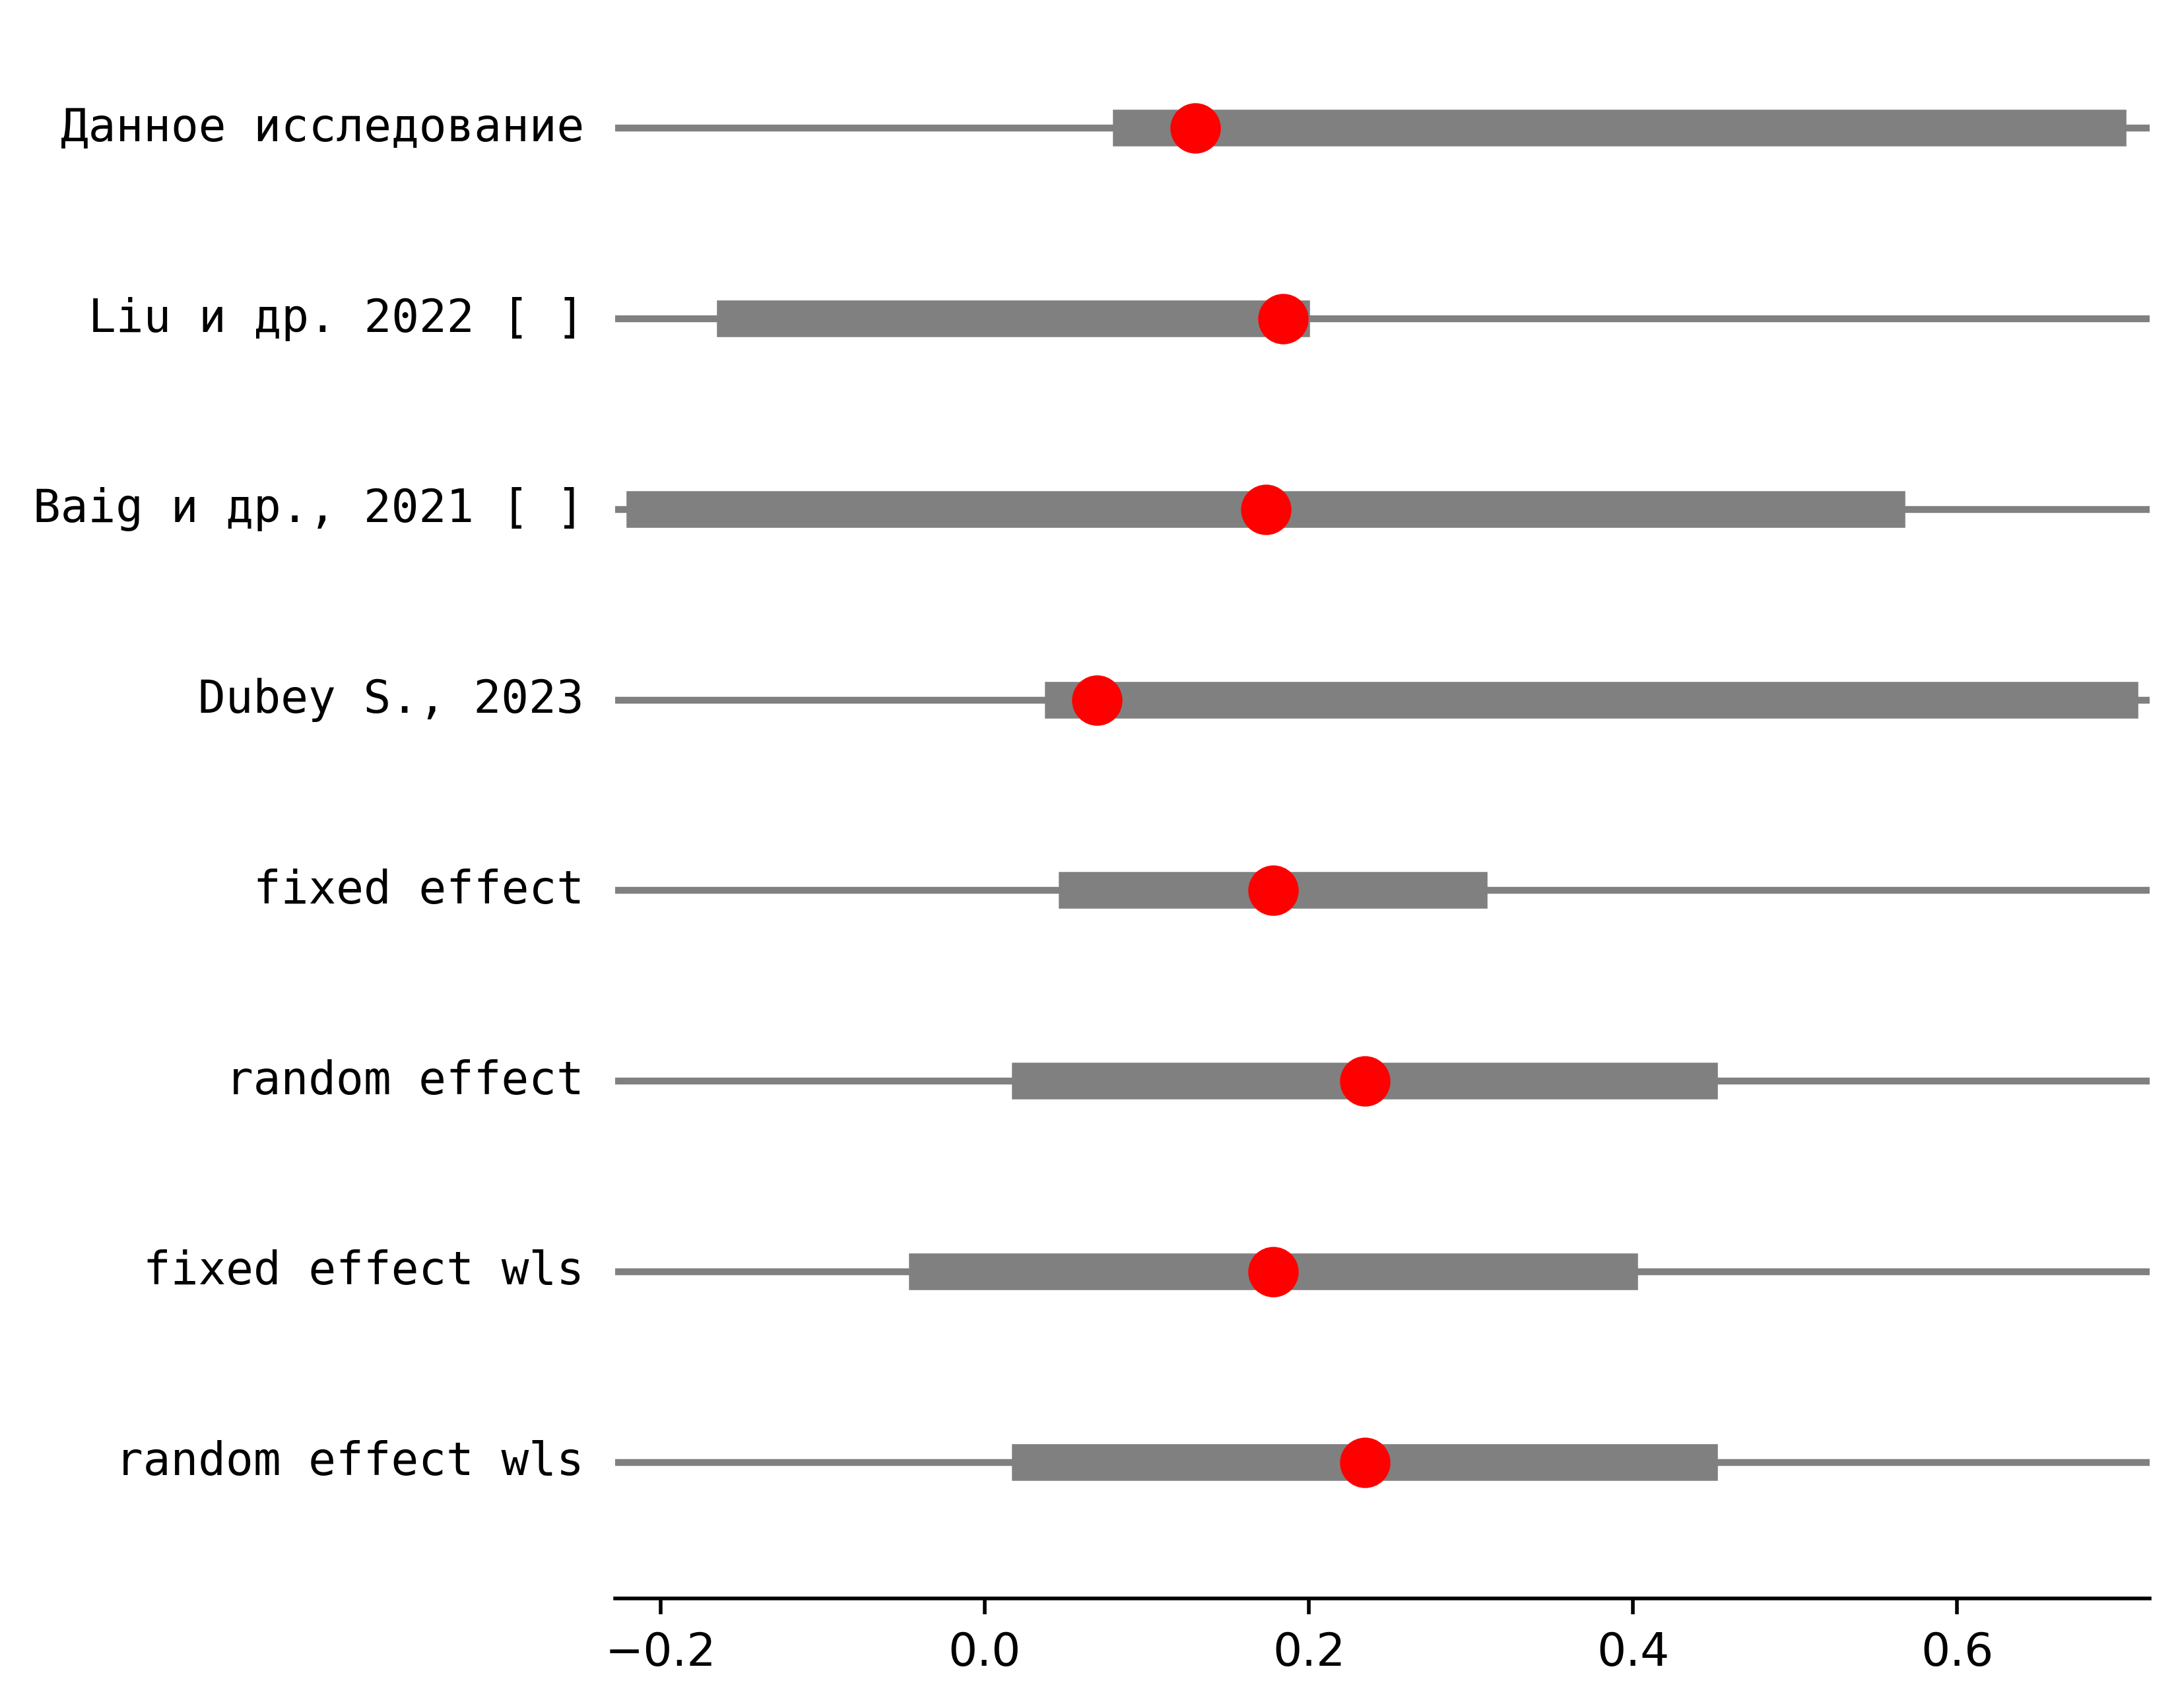 Данное исследование
Liu и др. 2022 [ ]
Baig и др., 2021 [ ]
Dubey S., 2023
fixed effect
random effect
fixed effect wls
random effect wls
−0.2 0.0 0.2 0.4 0.6